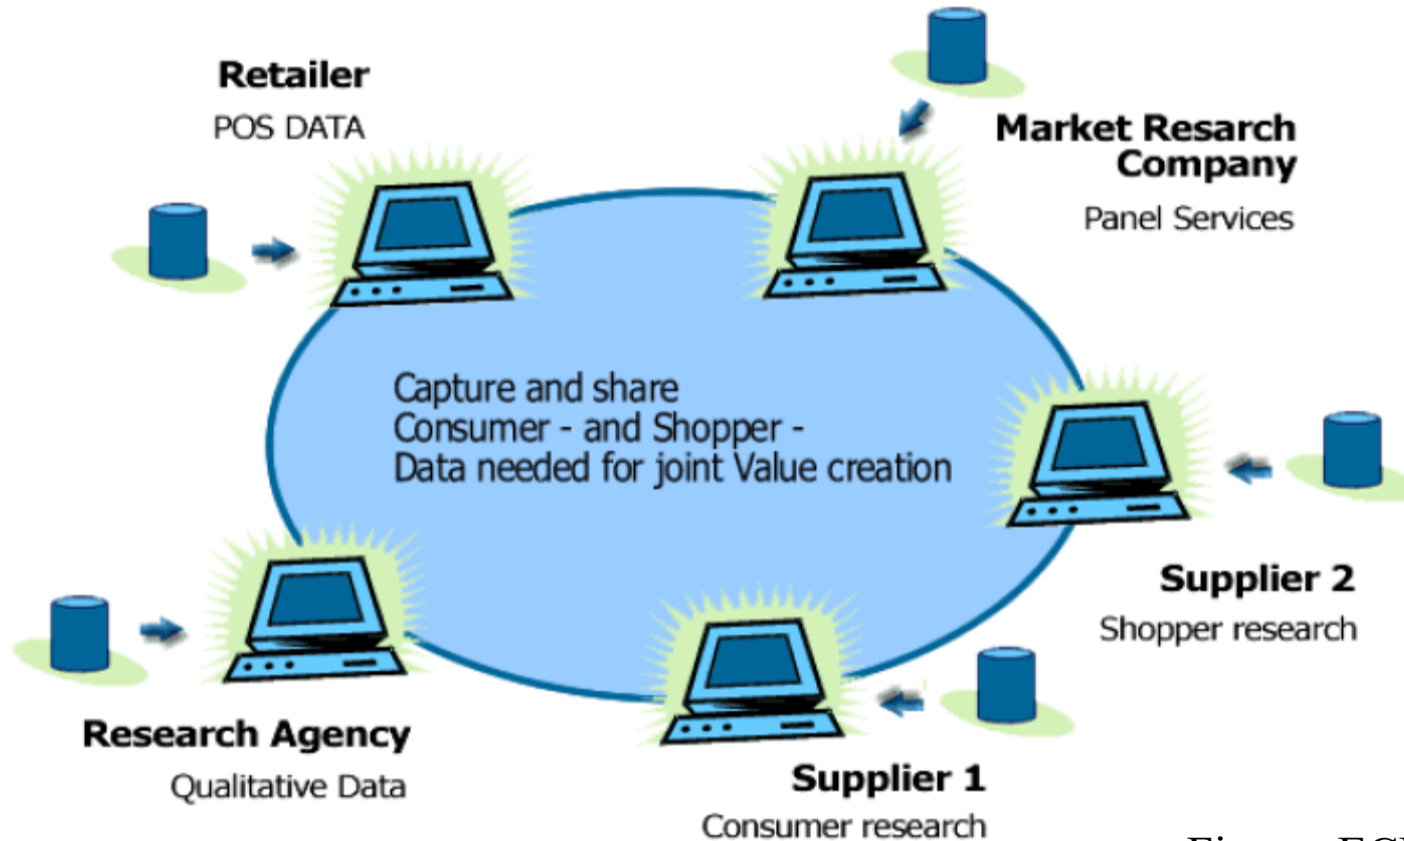 Retailer
POS DATA
Market Resarch
Company
Panel Services
Capture and share
Consumer - and Shopper -
Data needed for joint Value creation
Supplier 2
Shopper research
Research Agency
Qualitative Data
Supplier 1
Consumer research